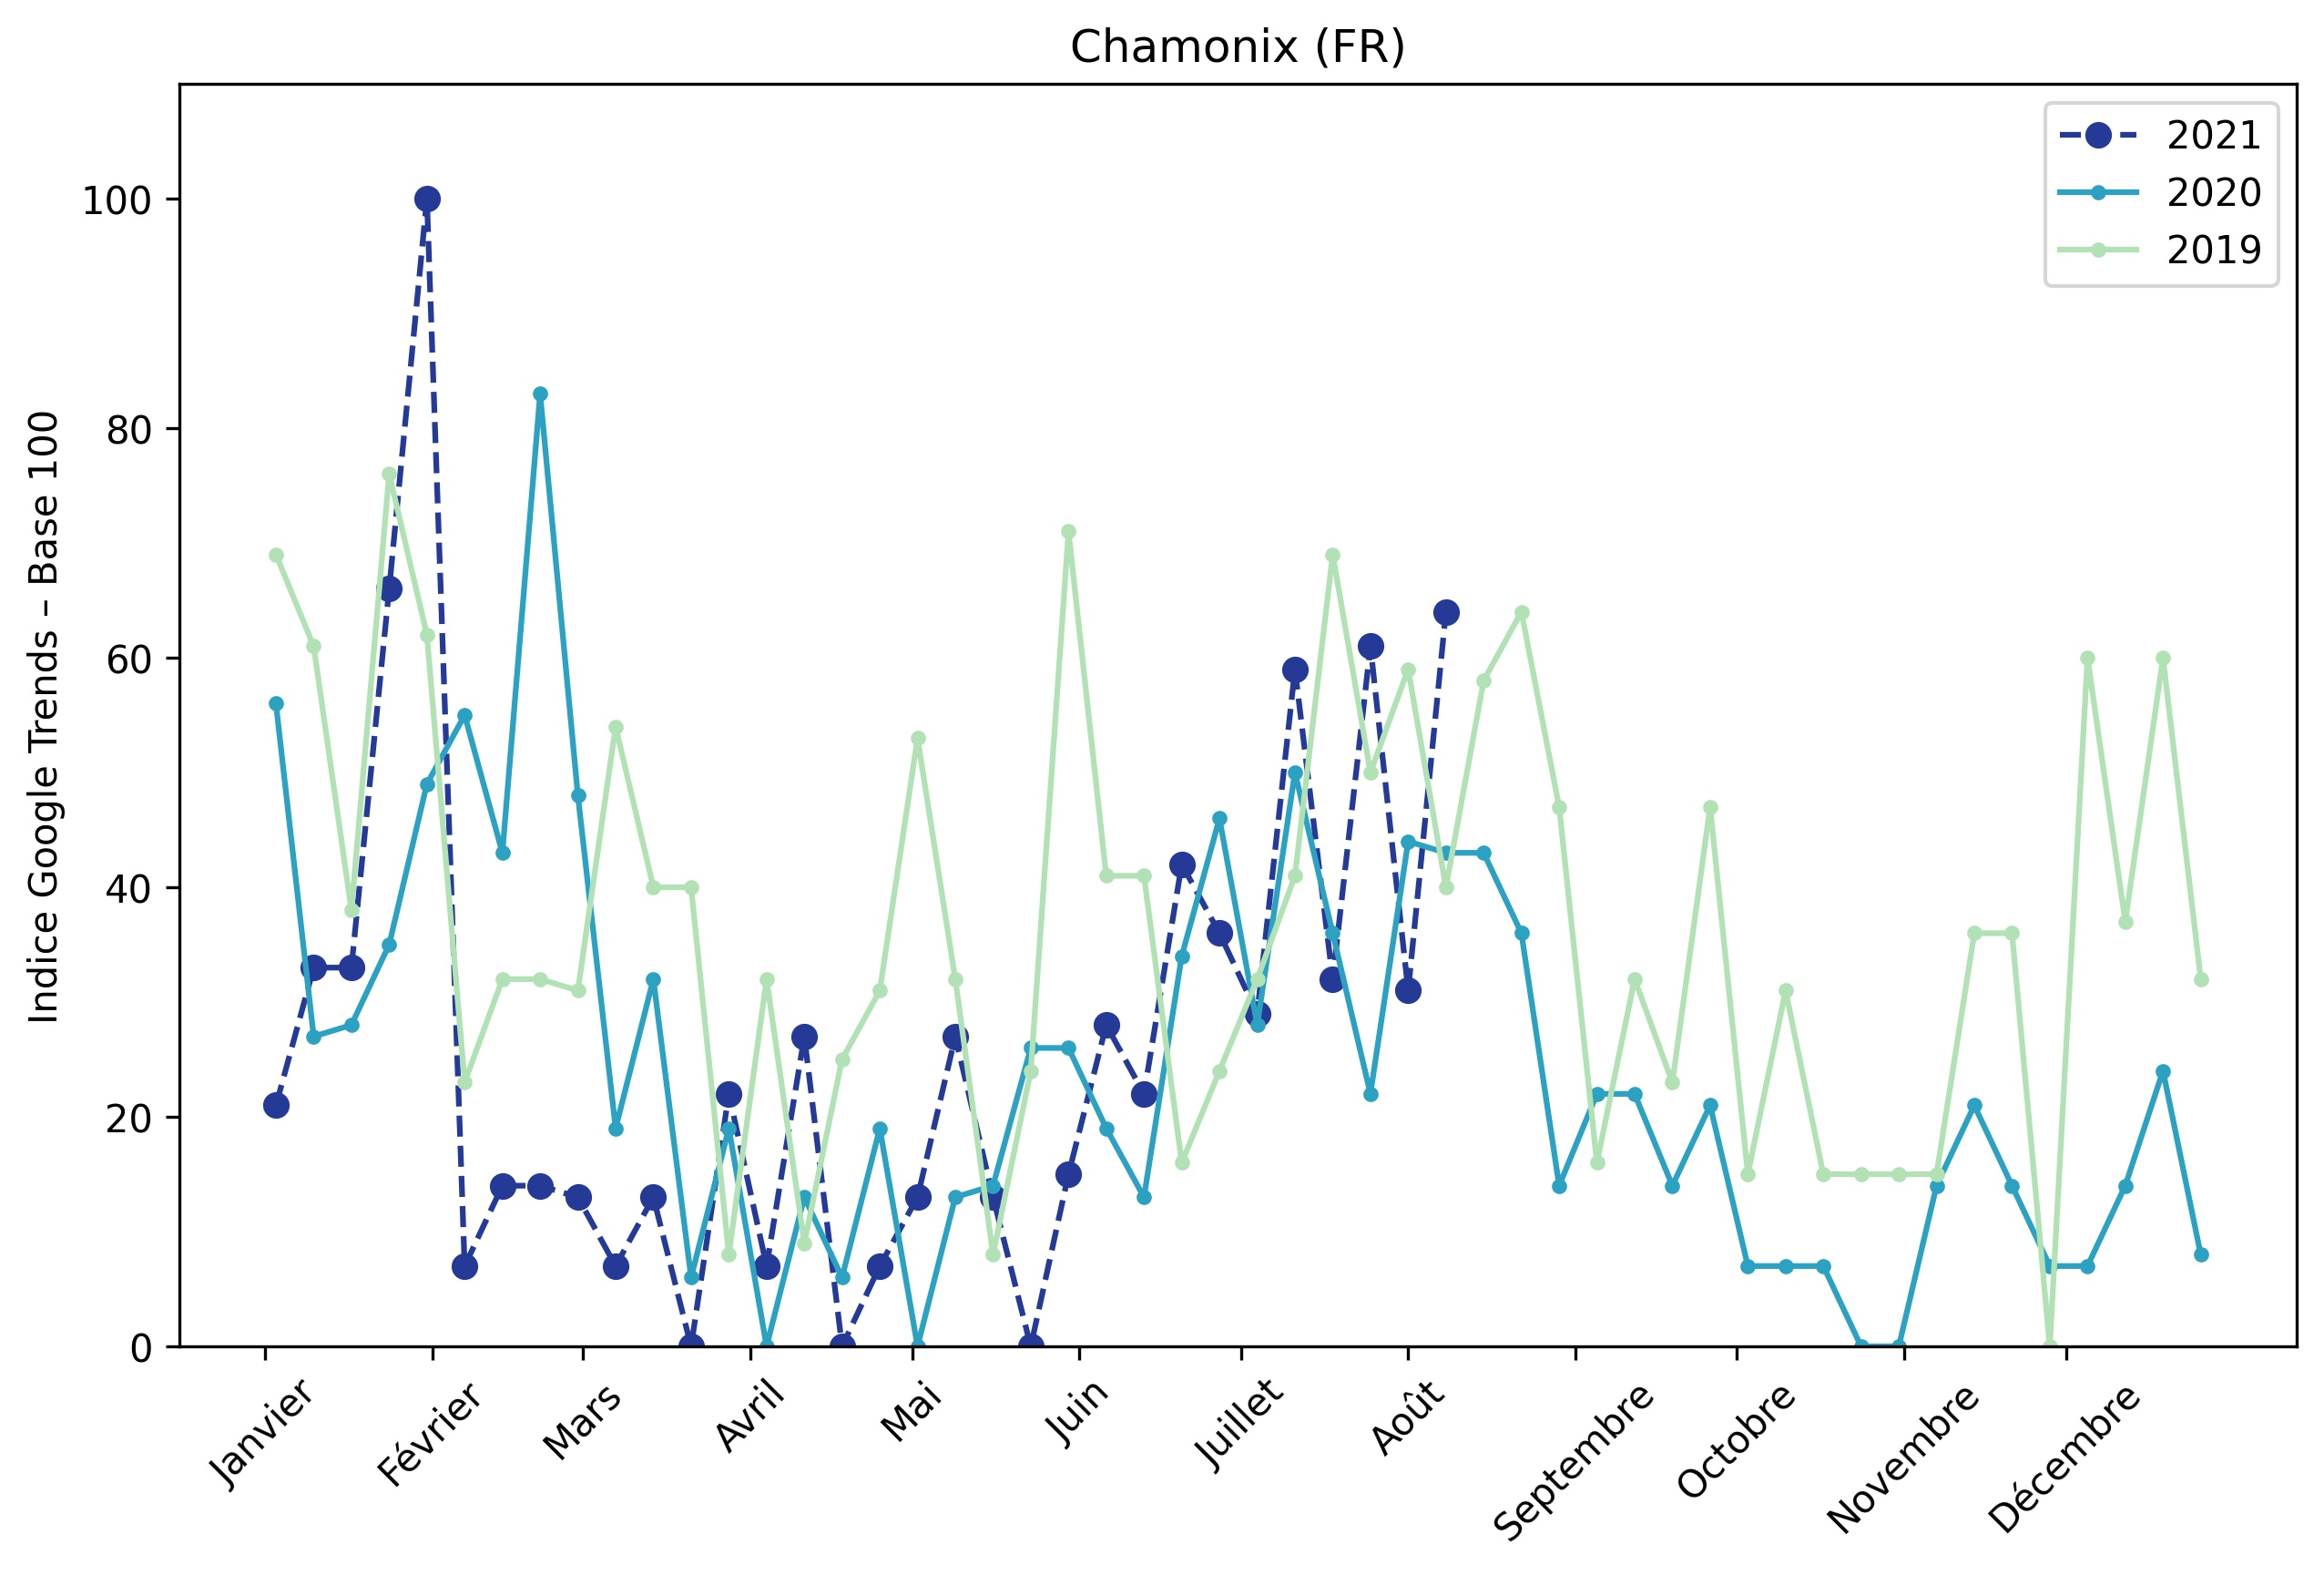 Chamonix (FR)
Indice Google Trends – Base 100
100
80
60
40
20
0
2021
2020
2019
Janvier
Février
Mars
Avril
Mai
Juin
Juillet
Août
Septembre
Octobre
Novembre
Décembre